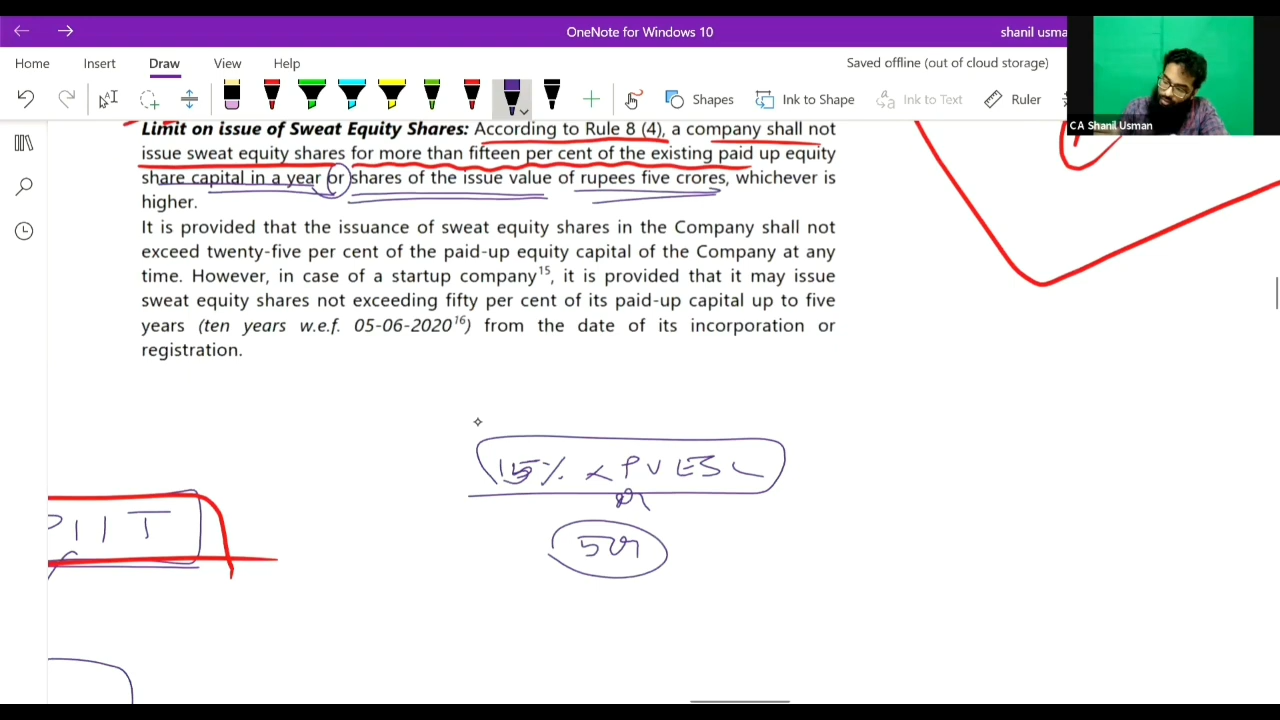 OneNote for Windows 10
shanil usma
Home Insert Draw View Help
Saved offline (out of cloud storage)
Shapes Ink to Shape Ink to Text Ruler
CA Shanil Usman
Limit on issue of Sweat Equity Shares: According to Rule 8 (4), a company shall not
issue sweat equity shares for more than fifteen per cent of the existing paid up equity
share capital in a year or shares of the issue value of rupees five crores, whichever is
higher.
It is provided that the issuance of sweat equity shares in the Company shall not
exceed twenty-five per cent of the paid-up equity capital of the Company at any
time. However, in case of a startup company15, it is provided that it may issue
sweat equity shares not exceeding fifty per cent of its paid-up capital up to five
years (ten years w.e.f. 05-06-202016) from the date of its incorporation or
registration.
15% x PU ESC
or
5cr
PIIT